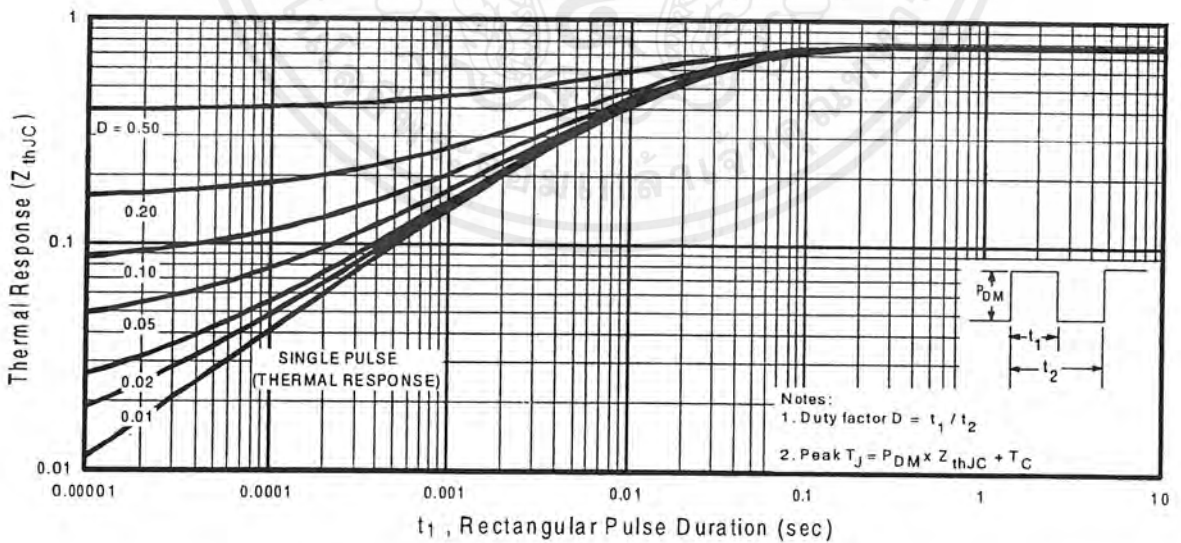 1
0.1
0.01
Thermal Response (Z thJC)
D = 0.50
0.20
0.10
0.05
0.02
0.01
SINGLE PULSE
(THERMAL RESPONSE)
PDM
t1
t2
Notes:
1. Duty factor D = t1 / t2
2. Peak TJ = PDM x ZthJC + TC
0.00001
0.0001
0.001
0.01
0.1
1
10
t1 , Rectangular Pulse Duration (sec)